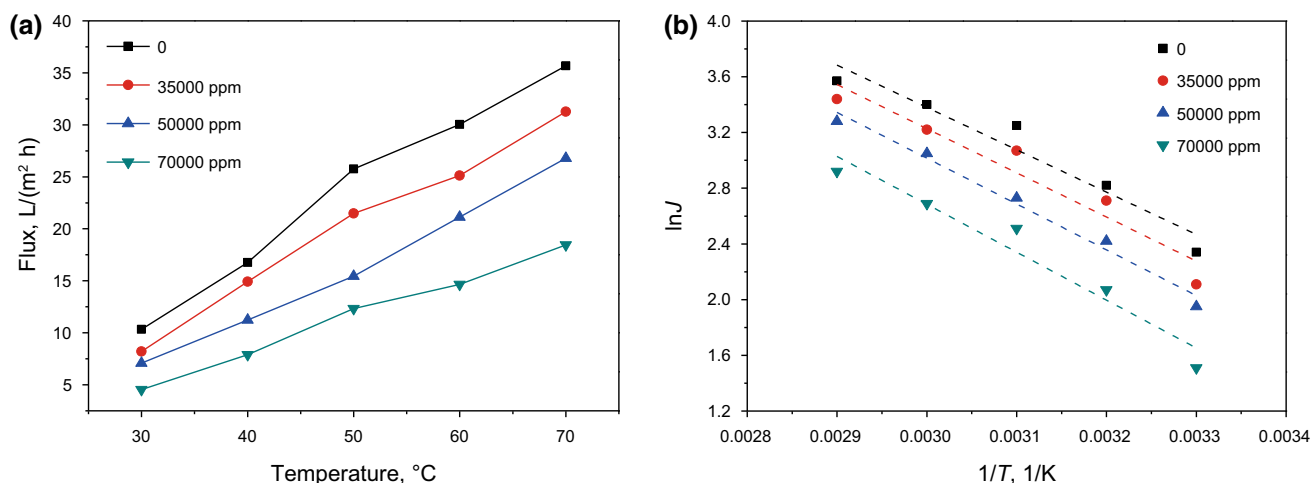 (a)
40
35
30
25
20
15
10
5
Flux, L/(m² h)
0
35000 ppm
50000 ppm
70000 ppm
30 40 50 60 70
Temperature, °C
(b)
4.0
3.6
3.2
2.8
2.4
2.0
1.6
1.2
lnJ
0
35000 ppm
50000 ppm
70000 ppm
0.0028 0.0029 0.0030 0.0031 0.0032 0.0033 0.0034
1/T, 1/K